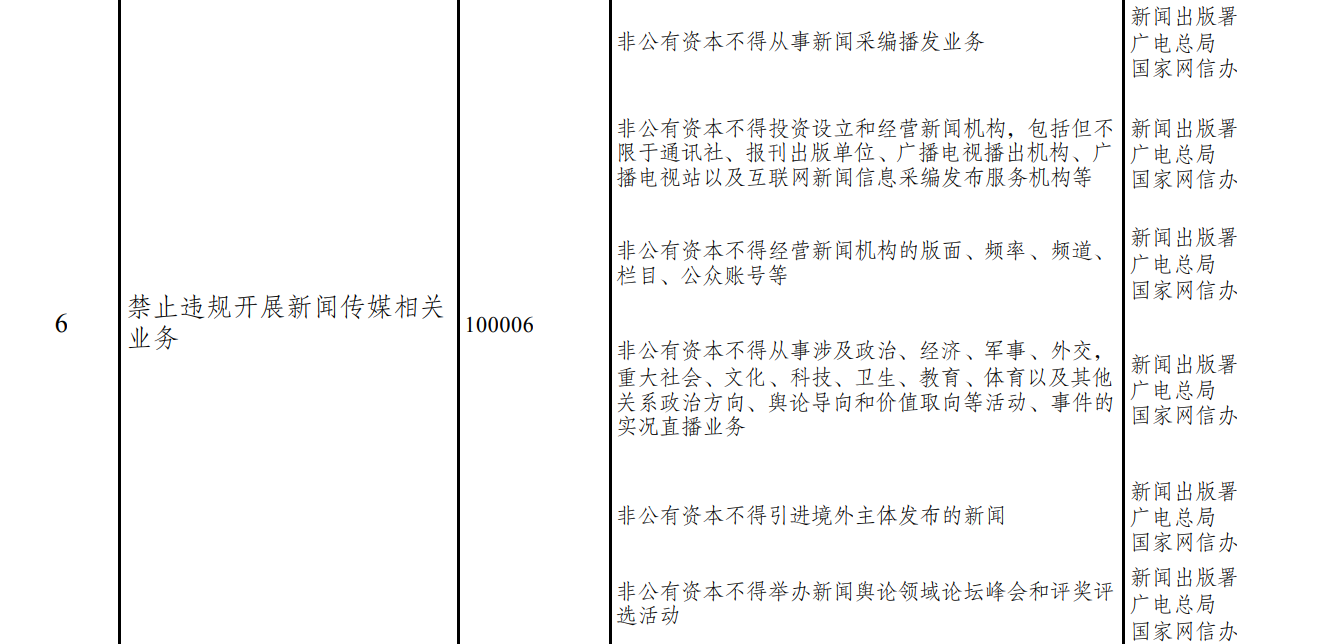 6
禁止违规开展新闻传媒相关
业务
100006
非公有资本不得从事新闻采编播发业务
新闻出版署
广电总局
国家网信办
非公有资本不得投资设立和经营新闻机构，包括但不
限于通讯社、报刊出版单位、广播电视播出机构、广
播电视站以及互联网新闻信息采编发布服务机构等
新闻出版署
广电总局
国家网信办
非公有资本不得经营新闻机构的版面、频率、频道、
栏目、公众账号等
新闻出版署
广电总局
国家网信办
非公有资本不得从事涉及政治、经济、军事、外交，
重大社会、文化、科技、卫生、教育、体育以及其他
关系政治方向、舆论导向和价值取向等活动、事件的
实况直播业务
新闻出版署
广电总局
国家网信办
非公有资本不得引进境外主体发布的新闻
新闻出版署
广电总局
国家网信办
非公有资本不得举办新闻舆论领域论坛峰会和评奖评
选活动
新闻出版署
广电总局
国家网信办